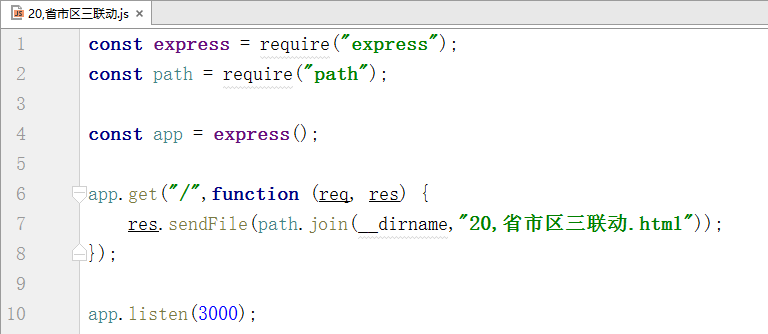 20,省市区三联动.js ×
1 const express = require("express");
2 const path = require("path");
3
4 const app = express();
5
6 app.get("/",function (req, res) {
7     res.sendFile(path.join(__dirname,"20,省市区三联动.html"));
8 });
9
10 app.listen(3000);